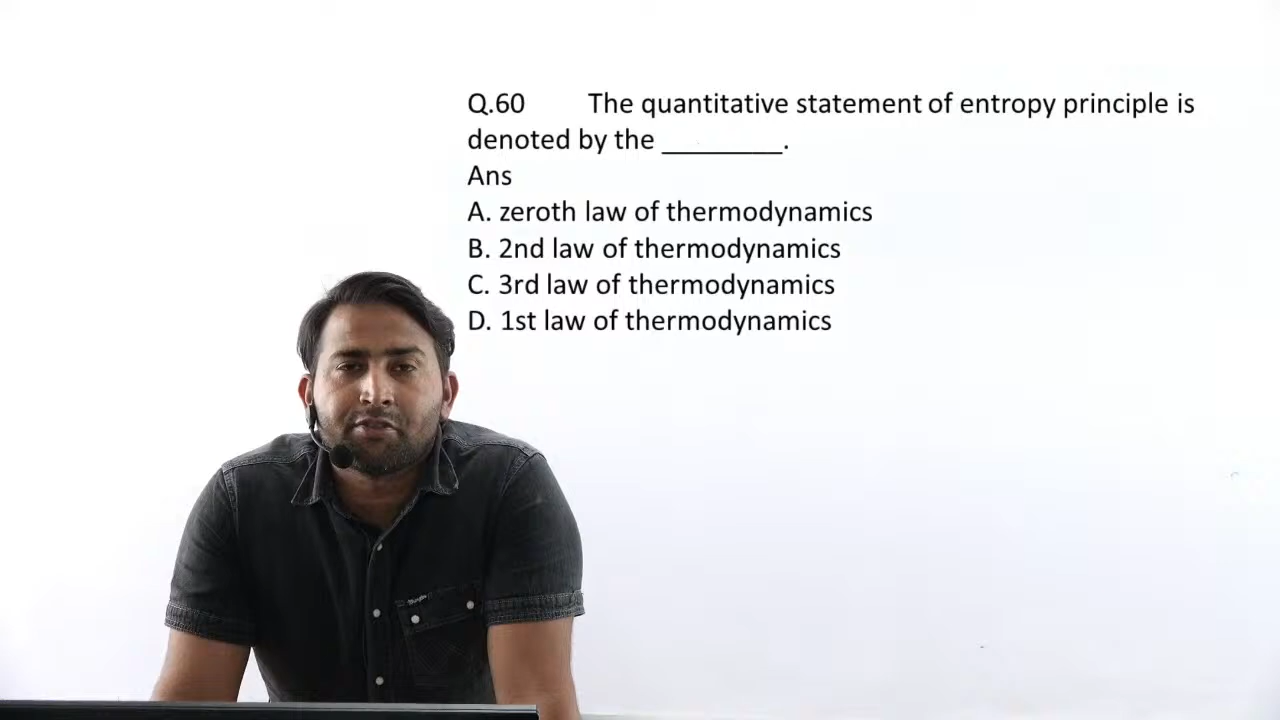 Q.60 The quantitative statement of entropy principle is
denoted by the ________.
Ans
A. zeroth law of thermodynamics
B. 2nd law of thermodynamics
C. 3rd law of thermodynamics
D. 1st law of thermodynamics